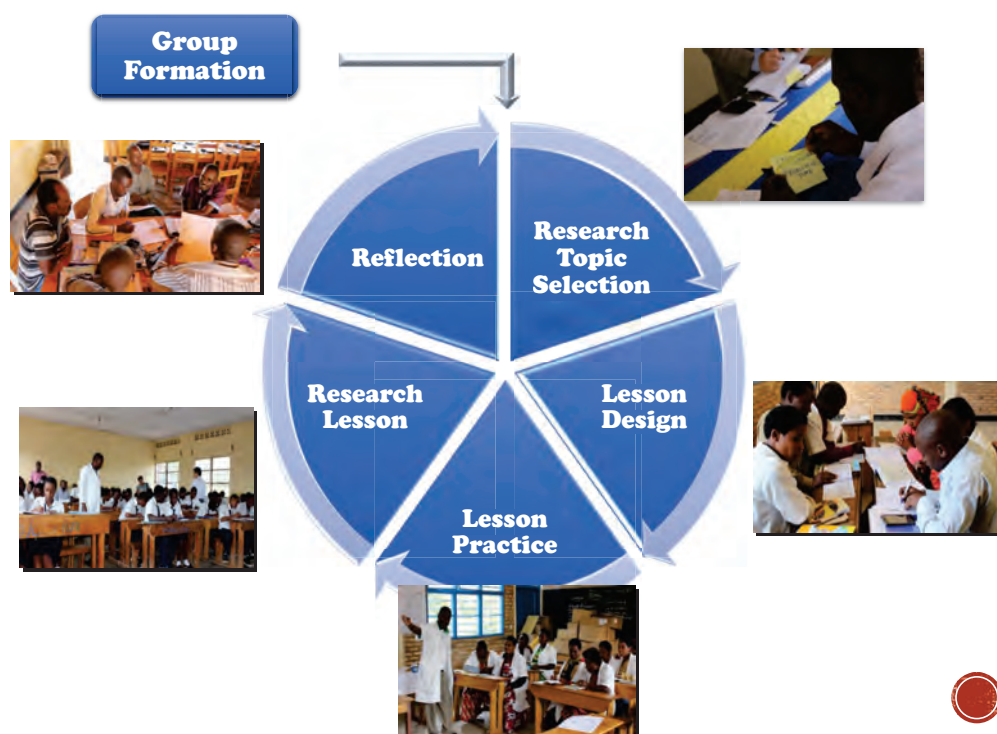 Group
Formation
Research
Topic
Selection
Lesson
Design
Lesson
Practice
Research
Lesson
Reflection